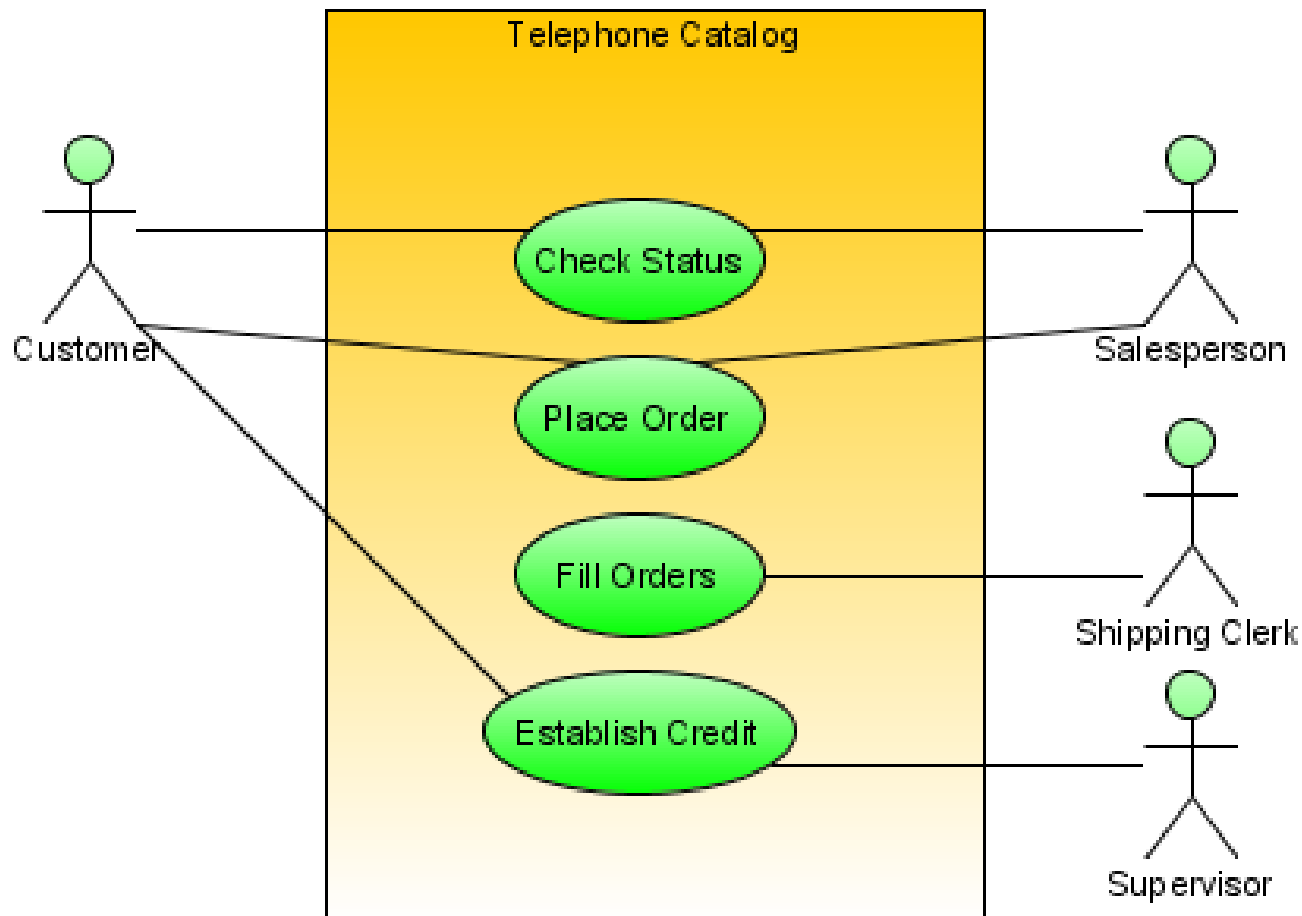 Telephone Catalog
Check Status
Customer
Salesperson
Place Order
Fill Orders
Shipping Clerk
Establish Credit
Supervisor